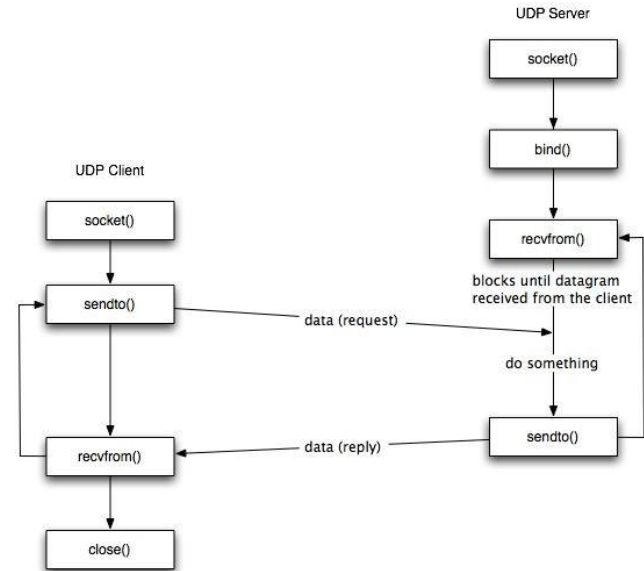 UDP Server
socket()
bind()
UDP Client
socket()
recvfrom()
blocks until datagram
received from the client
sendto()
data (request)
do something
sendto()
data (reply)
recvfrom()
close()